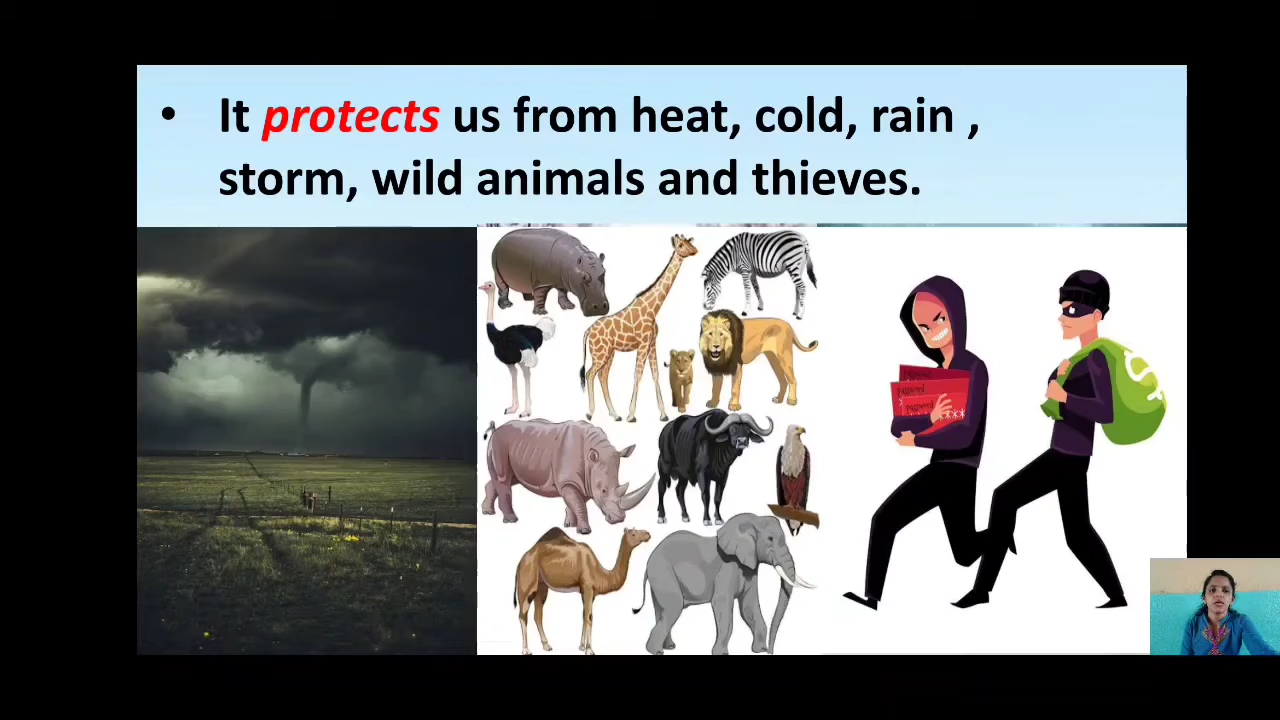 • It protects us from heat, cold, rain ,
storm, wild animals and thieves.